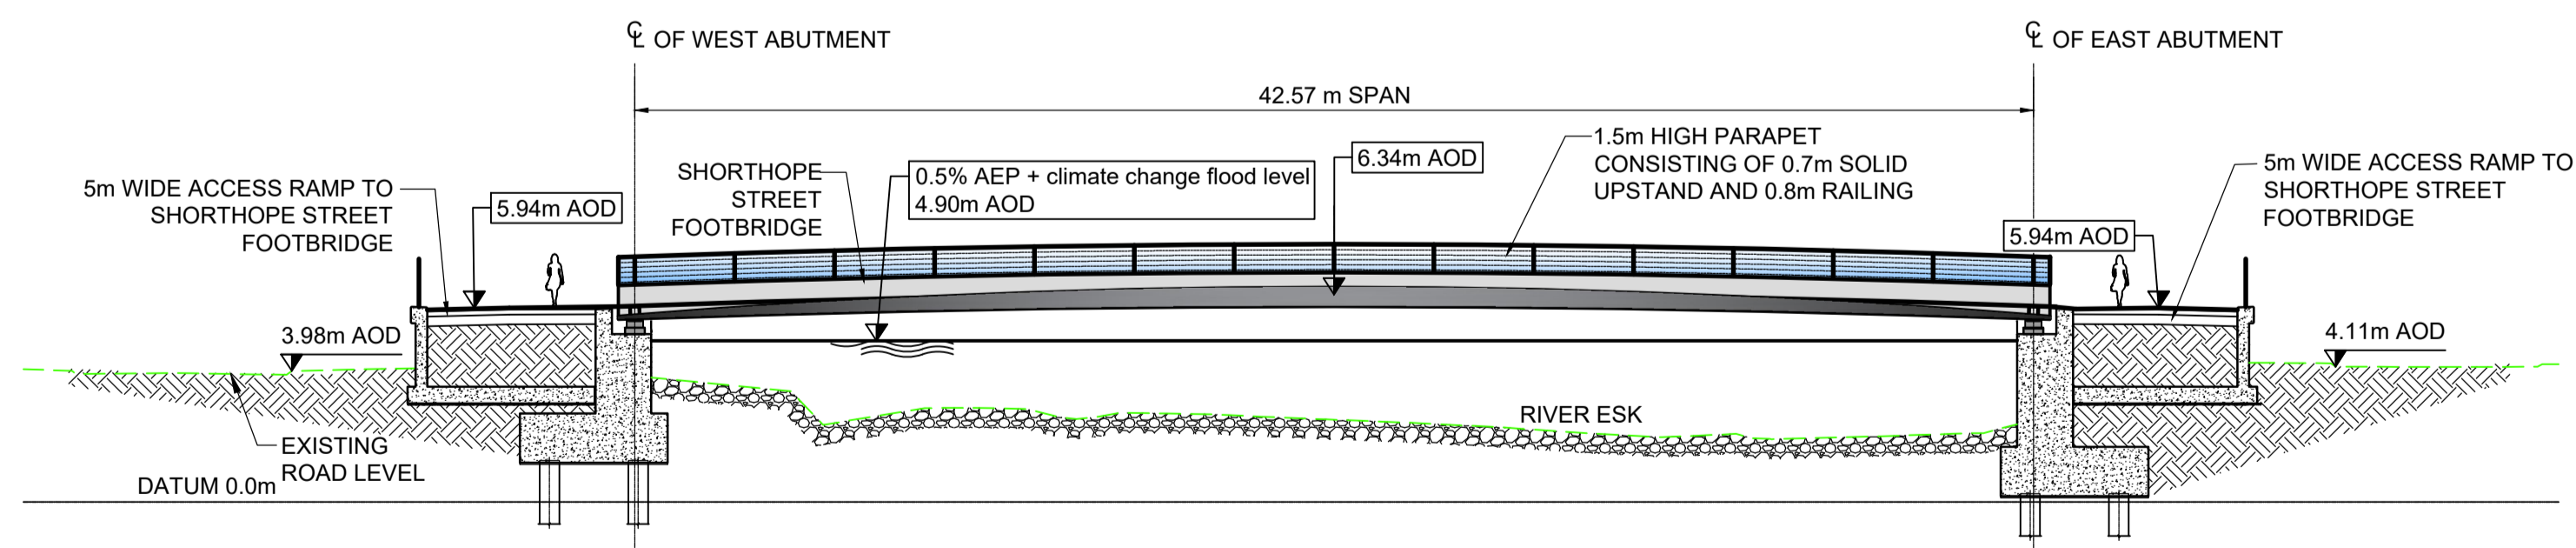 ℄ OF WEST ABUTMENT
℄ OF EAST ABUTMENT
42.57 m SPAN
5m WIDE ACCESS RAMP TO
SHORTHOPE STREET
FOOTBRIDGE
5.94m AOD
SHORTHOPE
STREET
FOOTBRIDGE
0.5% AEP + climate change flood level
4.90m AOD
6.34m AOD
1.5m HIGH PARAPET
CONSISTING OF 0.7m SOLID
UPSTAND AND 0.8m RAILING
5.94m AOD
5m WIDE ACCESS RAMP TO
SHORTHOPE STREET
FOOTBRIDGE
3.98m AOD
4.11m AOD
RIVER ESK
EXISTING
ROAD LEVEL
DATUM 0.0m